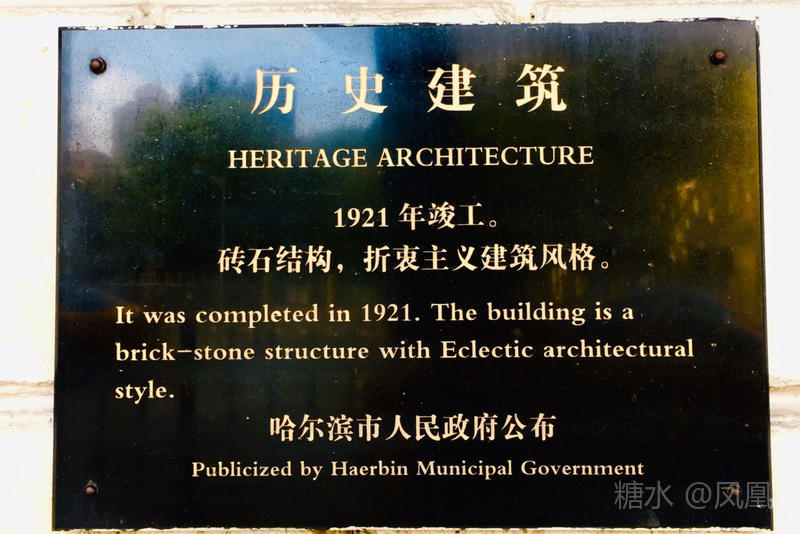 历史建筑
HERITAGE ARCHITECTURE
1921 年竣工。
砖石结构，折衷主义建筑风格。
It was completed in 1921. The building is a
brick-stone structure with Eclectic architectural
style.
哈尔滨市人民政府公布
Publicized by Haerbin Municipal Government
糖水 @凤凰